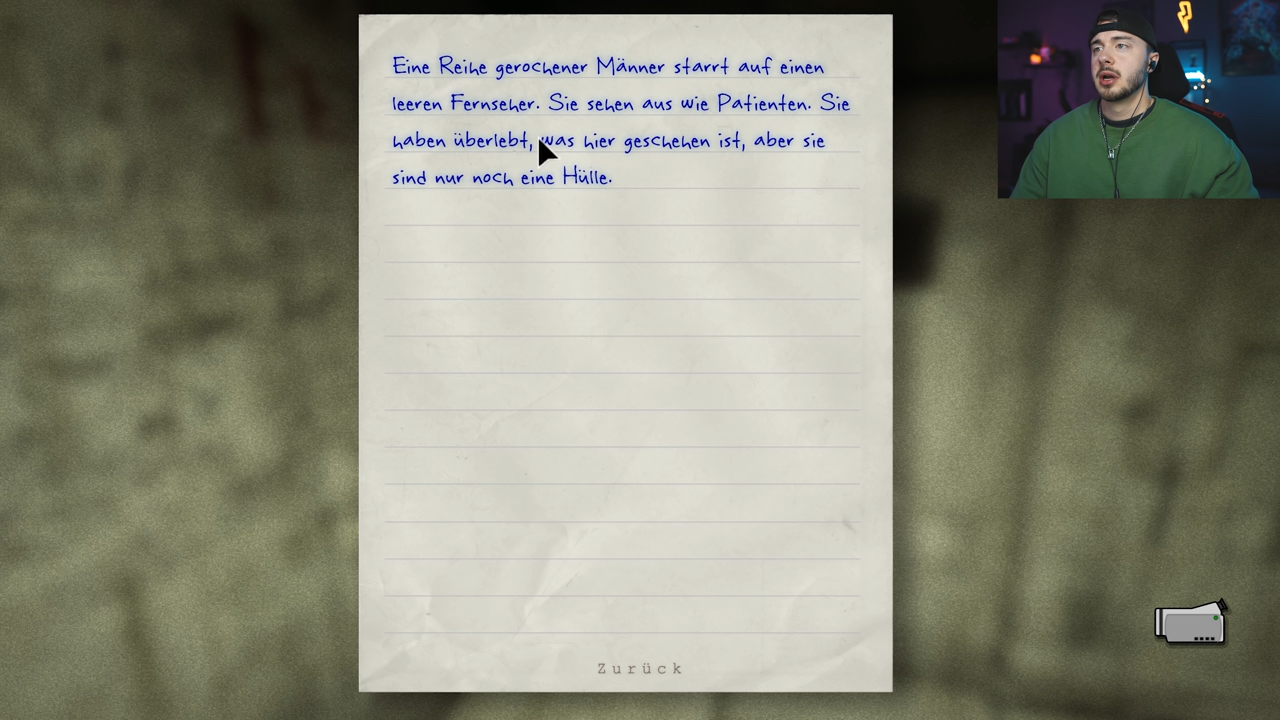 Eine Reihe gerochener Männer starrt auf einen
leeren Fernseher. Sie sehen aus wie Patienten. Sie
haben überlebt, was hier geschehen ist, aber sie
sind nur noch eine Hülle.
Zurück